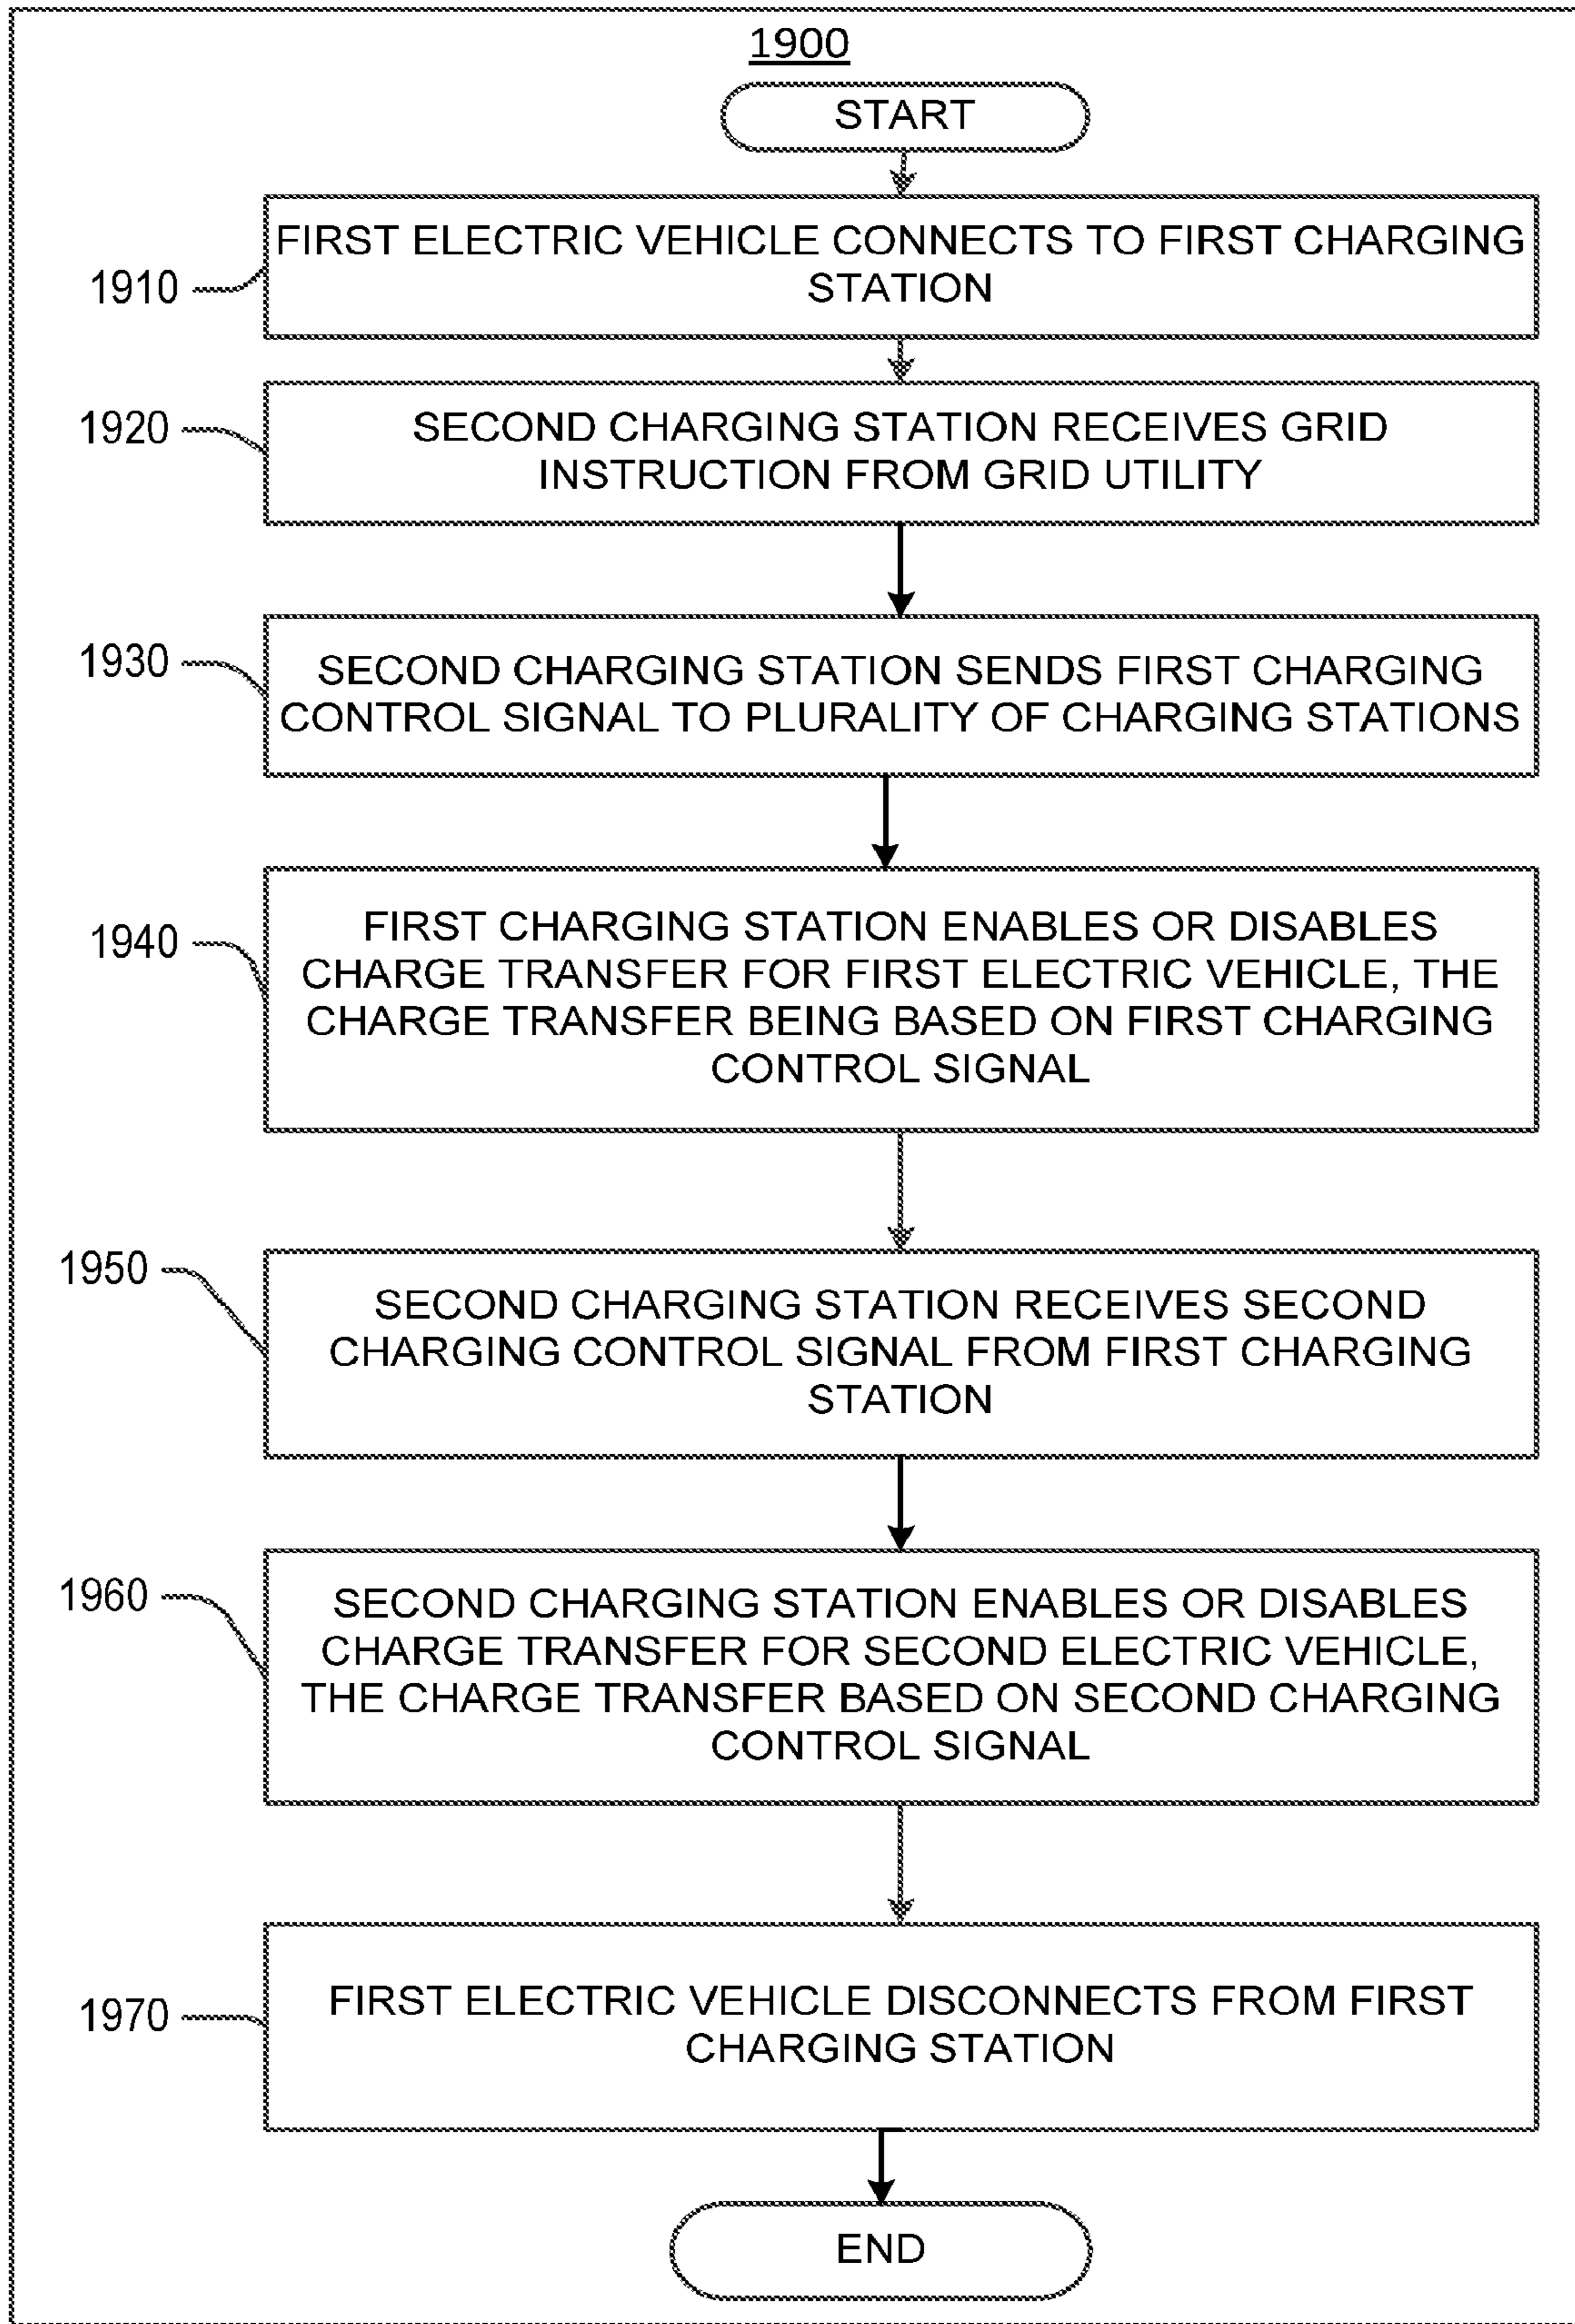 1900
START
FIRST ELECTRIC VEHICLE CONNECTS TO FIRST CHARGING
STATION
1910
SECOND CHARGING STATION RECEIVES GRID
INSTRUCTION FROM GRID UTILITY
1920
SECOND CHARGING STATION SENDS FIRST CHARGING
CONTROL SIGNAL TO PLURALITY OF CHARGING STATIONS
1930
FIRST CHARGING STATION ENABLES OR DISABLES
CHARGE TRANSFER FOR FIRST ELECTRIC VEHICLE, THE
CHARGE TRANSFER BEING BASED ON FIRST CHARGING
CONTROL SIGNAL
1940
SECOND CHARGING STATION RECEIVES SECOND
CHARGING CONTROL SIGNAL FROM FIRST CHARGING
STATION
1950
SECOND CHARGING STATION ENABLES OR DISABLES
CHARGE TRANSFER FOR SECOND ELECTRIC VEHICLE,
THE CHARGE TRANSFER BASED ON SECOND CHARGING
CONTROL SIGNAL
1960
FIRST ELECTRIC VEHICLE DISCONNECTS FROM FIRST
CHARGING STATION
1970
END